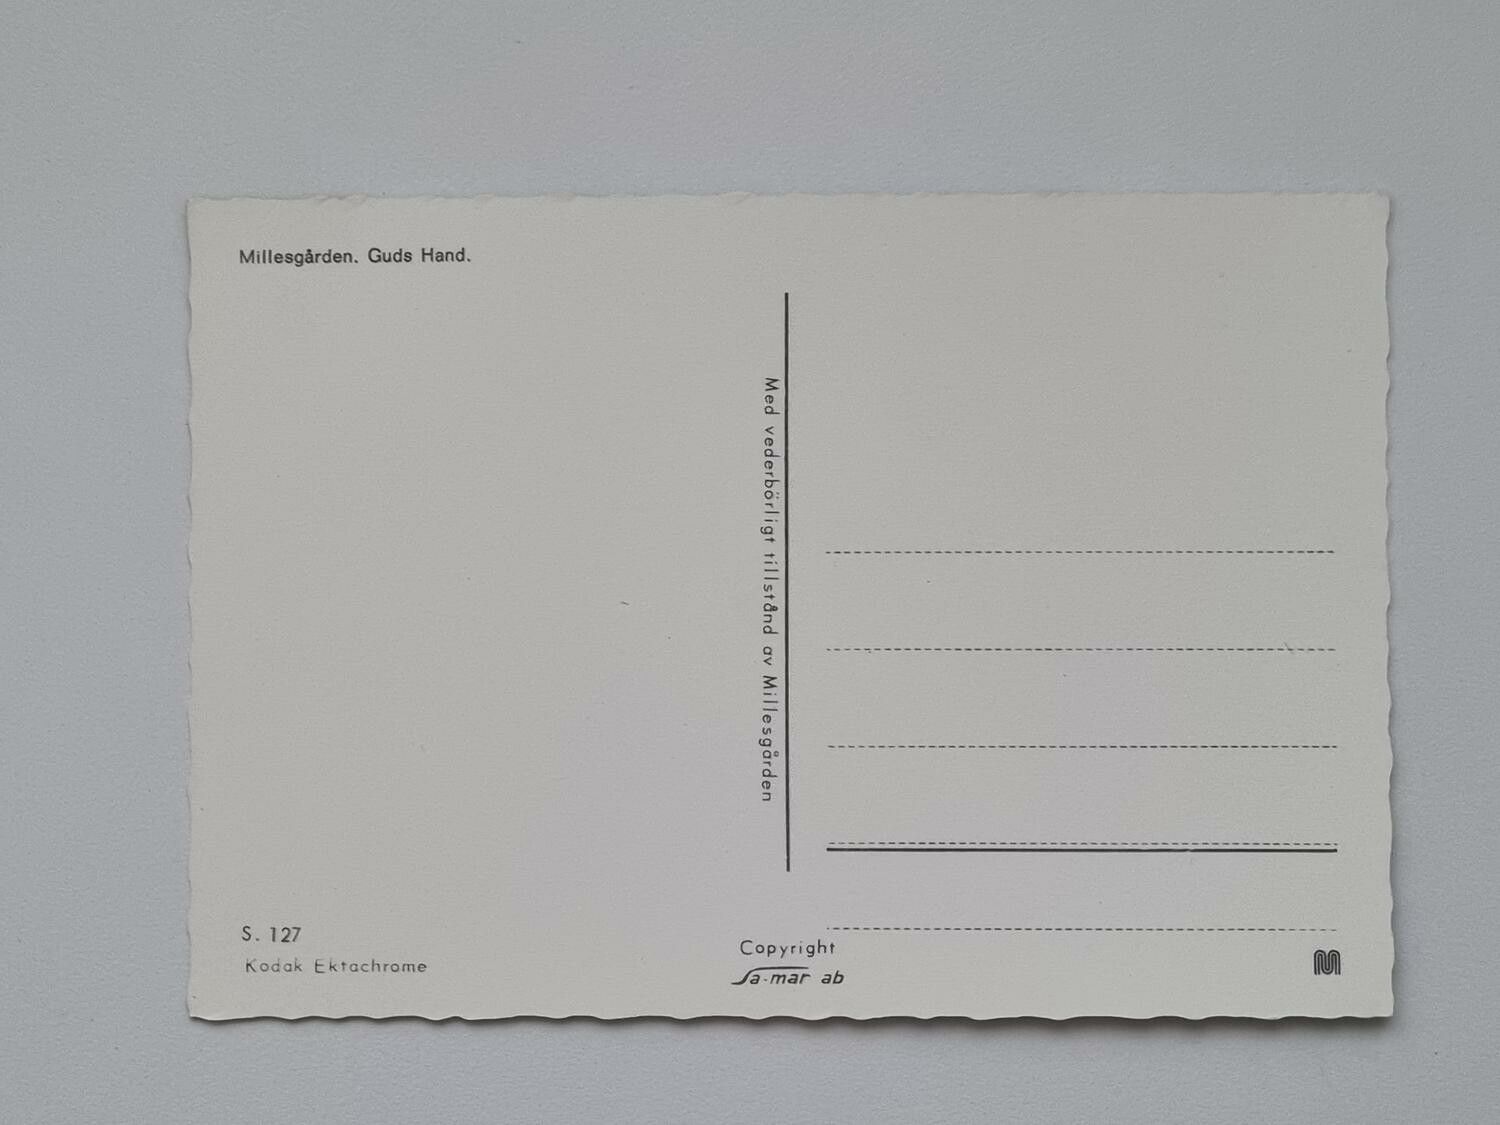 Millesgården. Guds Hand.
Med vederbörligt tillstånd av Millesgården
S. 127
Kodak Ektachrome
Copyright
Sa-mar ab